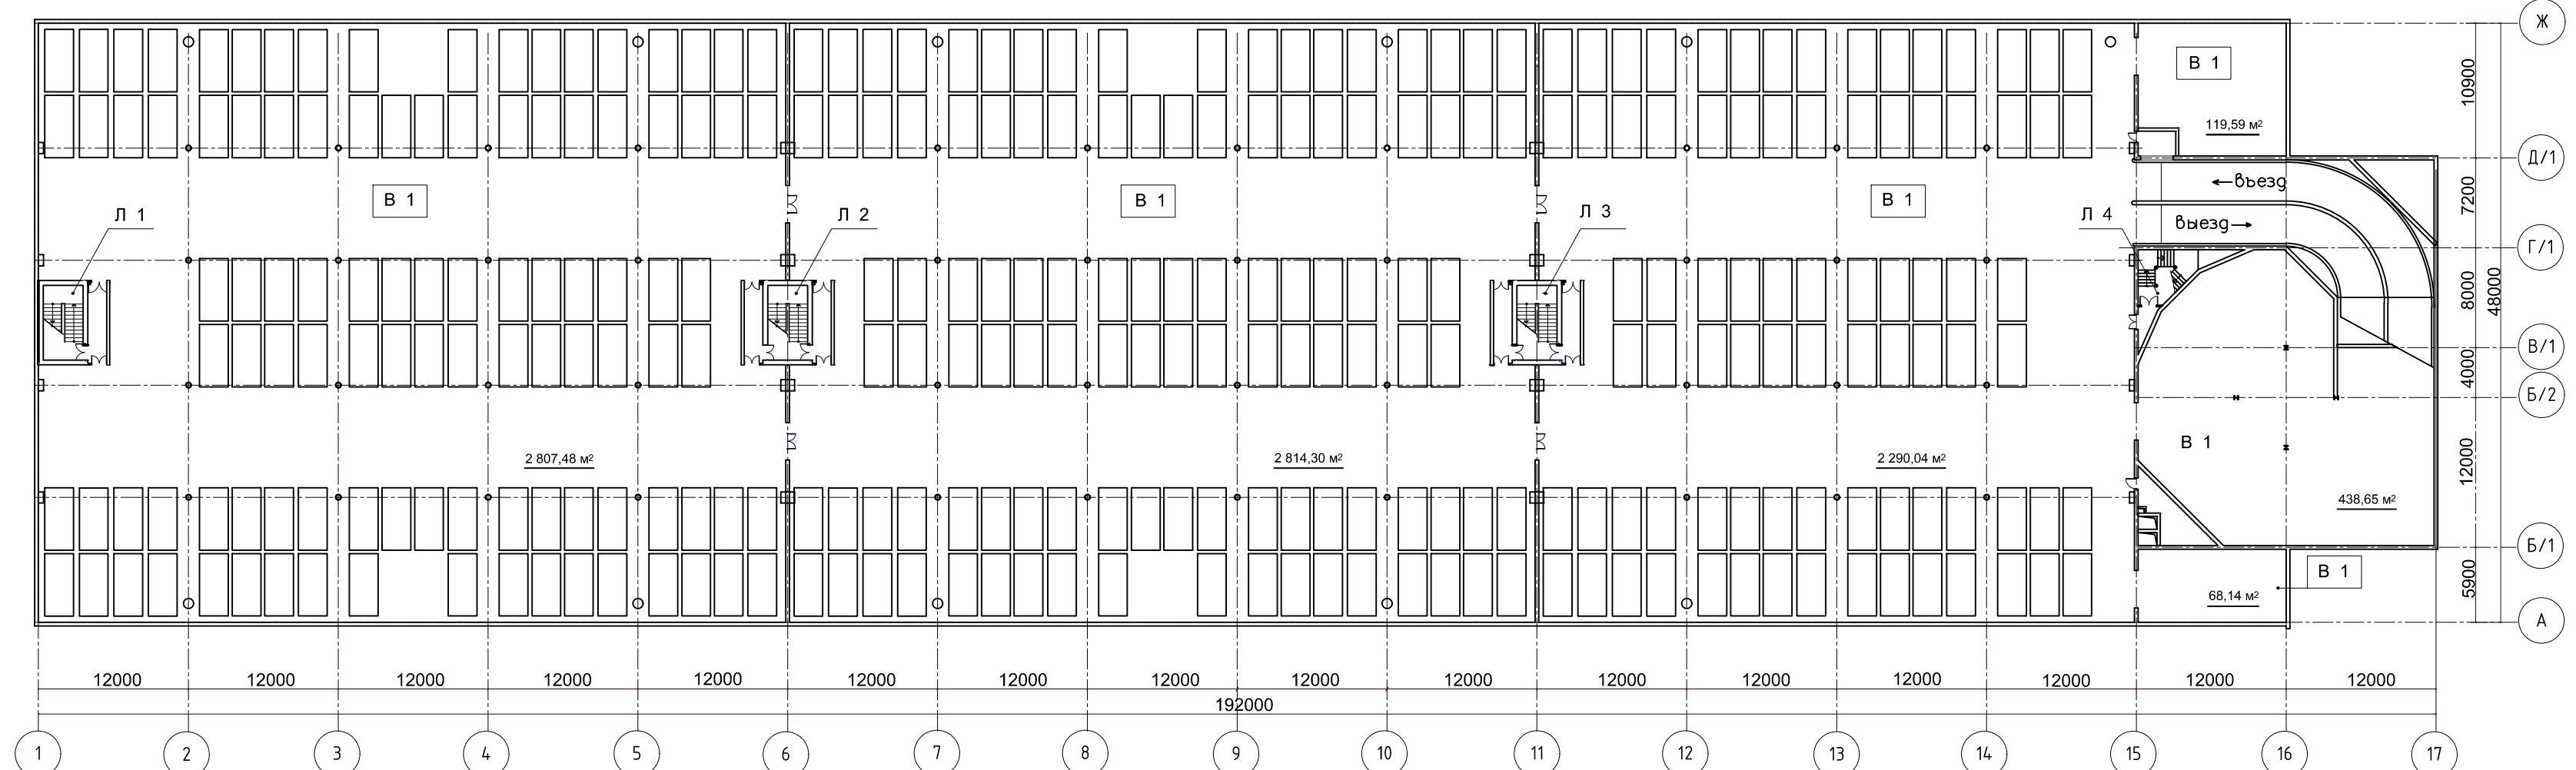 Ж
В 1
10900
119,59 м²
Д/1
←въезд
В 1
В 1
В 1
7200
Л 1
Л 2
Л 3
Л 4
выезд→
Г/1
8000
48000
В/1
4000
Б/2
В 1
2 807,48 м²
2 814,30 м²
2 290,04 м²
12000
438,65 м²
Б/1
В 1
5900
68,14 м²
А
12000 12000 12000 12000 12000 12000 12000 12000 12000 12000 12000 12000 12000 12000 12000 12000
192000
1 2 3 4 5 6 7 8 9 10 11 12 13 14 15 16 17